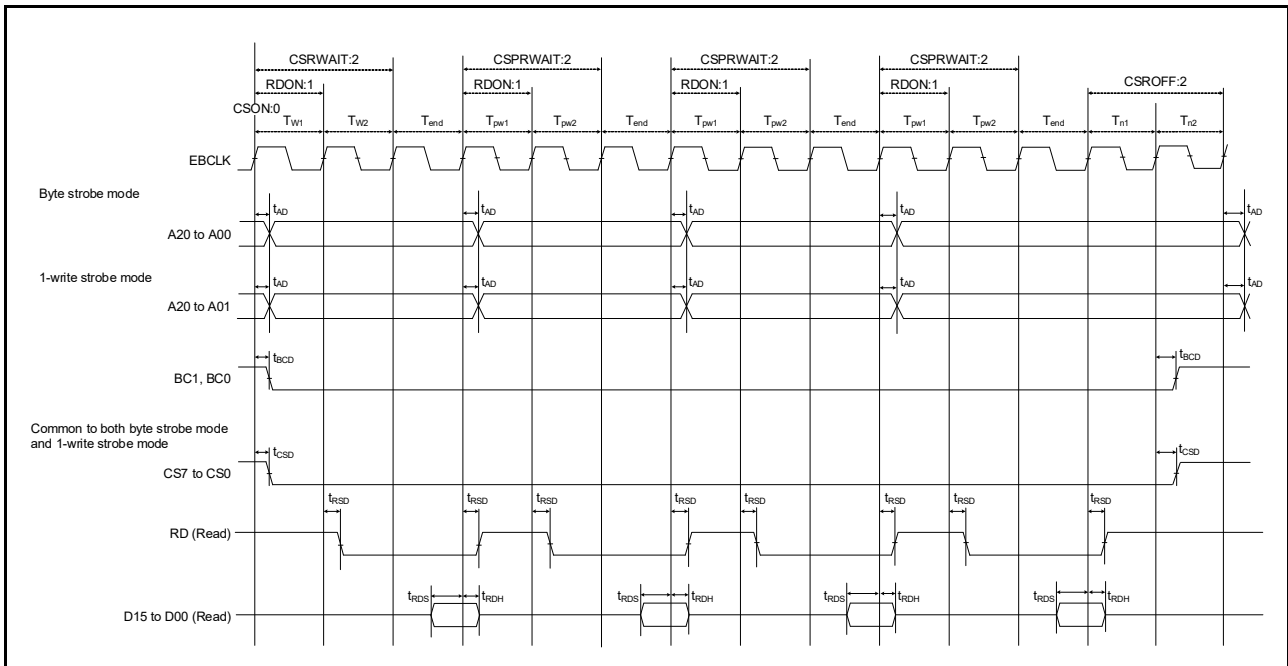 CSRWAIT:2 CSPRWAIT:2 CSPRWAIT:2 CSPRWAIT:2
RDON:1 RDON:1 RDON:1 RDON:1 CSROFF:2
CSON:0
TW1 TW2 Tend Tpw1 Tpw2 Tend Tpw1 Tpw2 Tend Tpw1 Tpw2 Tend Tn1 Tn2
EBCLK
Byte strobe mode
tAD tAD tAD tAD tAD
A20 to A00
1-write strobe mode
tAD tAD tAD tAD tAD
A20 to A01
tBCD tBCD
BC1, BC0
Common to both byte strobe mode
and 1-write strobe mode
tCSD tCSD
CS7 to CS0
tRSD tRSD tRSD tRSD tRSD tRSD tRSD tRSD
RD (Read)
tRDS tRDH tRDS tRDH tRDS tRDH tRDS tRDH
D15 to D00 (Read)